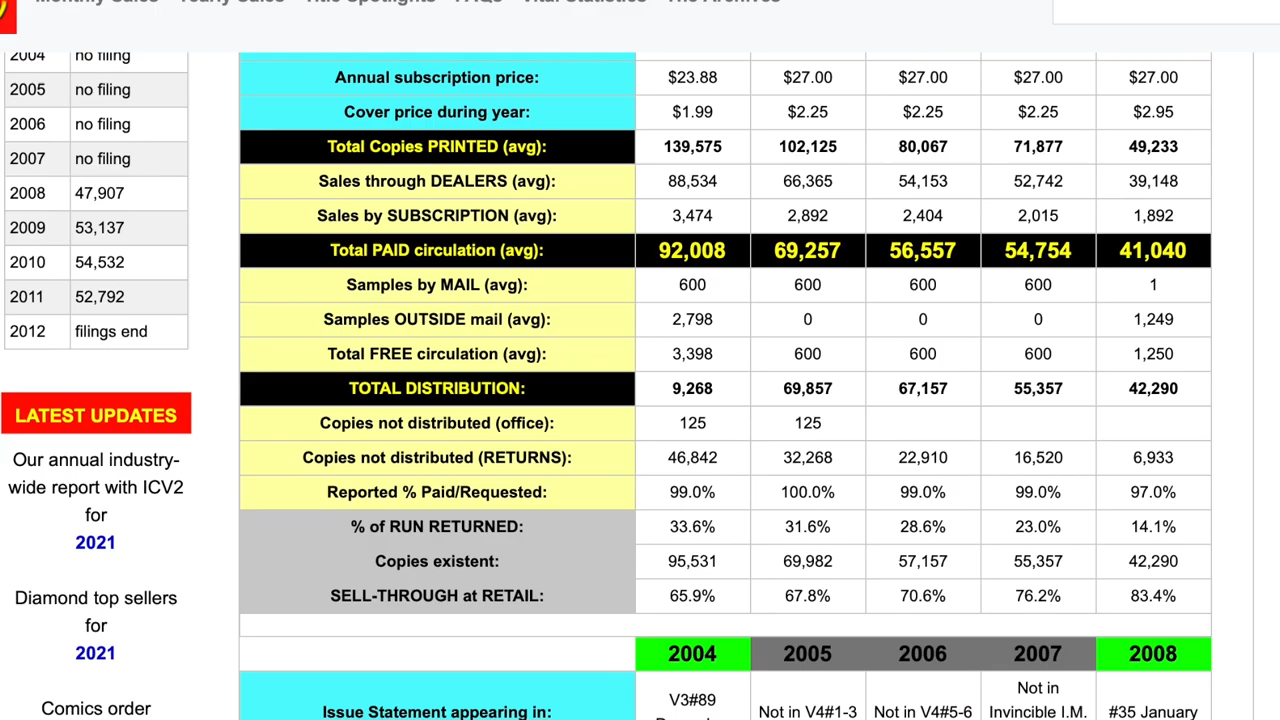 Monthly Sales Yearly Sales Title Spotlights FAQs Vital Statistics The Archives
2004 no filing
2005 no filing
2006 no filing
2007 no filing
2008 47,907
2009 53,137
2010 54,532
2011 52,792
2012 filings end
LATEST UPDATES
Our annual industry-
wide report with ICV2
for
2021
Diamond top sellers
for
2021
Comics order
Annual subscription price: $23.88 $27.00 $27.00 $27.00 $27.00
Cover price during year: $1.99 $2.25 $2.25 $2.25 $2.95
Total Copies PRINTED (avg): 139,575 102,125 80,067 71,877 49,233
Sales through DEALERS (avg): 88,534 66,365 54,153 52,742 39,148
Sales by SUBSCRIPTION (avg): 3,474 2,892 2,404 2,015 1,892
Total PAID circulation (avg): 92,008 69,257 56,557 54,754 41,040
Samples by MAIL (avg): 600 600 600 600 1
Samples OUTSIDE mail (avg): 2,798 0 0 0 1,249
Total FREE circulation (avg): 3,398 600 600 600 1,250
TOTAL DISTRIBUTION: 9,268 69,857 67,157 55,357 42,290
Copies not distributed (office): 125 125
Copies not distributed (RETURNS): 46,842 32,268 22,910 16,520 6,933
Reported % Paid/Requested: 99.0% 100.0% 99.0% 99.0% 97.0%
% of RUN RETURNED: 33.6% 31.6% 28.6% 23.0% 14.1%
Copies existent: 95,531 69,982 57,157 55,357 42,290
SELL-THROUGH at RETAIL: 65.9% 67.8% 70.6% 76.2% 83.4%
2004 2005 2006 2007 2008
Issue Statement appearing in: V3#89 Not in V4#1-3 Not in V4#5-6 Not in Invincible I.M. #35 January